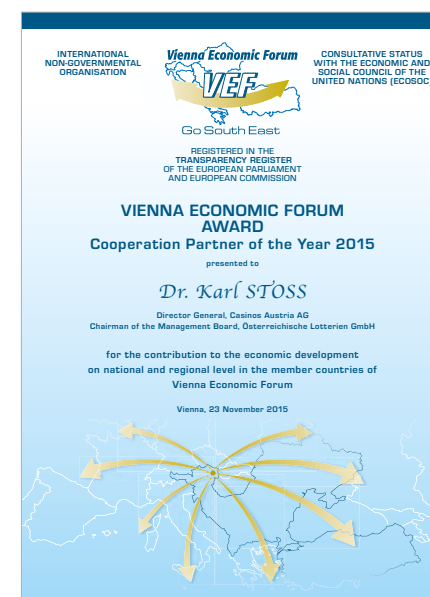 INTERNATIONAL
NON-GOVERNMENTAL
ORGANISATION
Vienna Economic Forum
VEF
Go South East
CONSULTATIVE STATUS
WITH THE ECONOMIC AND
SOCIAL COUNCIL OF THE
UNITED NATIONS (ECOSOC
REGISTERED IN THE
TRANSPARENCY REGISTER
OF THE EUROPEAN PARLIAMENT
AND EUROPEAN COMMISSION
VIENNA ECONOMIC FORUM
AWARD
Cooperation Partner of the Year 2015
presented to
Dr. Karl STOSS
Director General, Casinos Austria AG
Chairman of the Management Board, Österreichische Lotterien GmbH
for the contribution to the economic development
on national and regional level in the member countries of
Vienna Economic Forum
Vienna, 23 November 2015